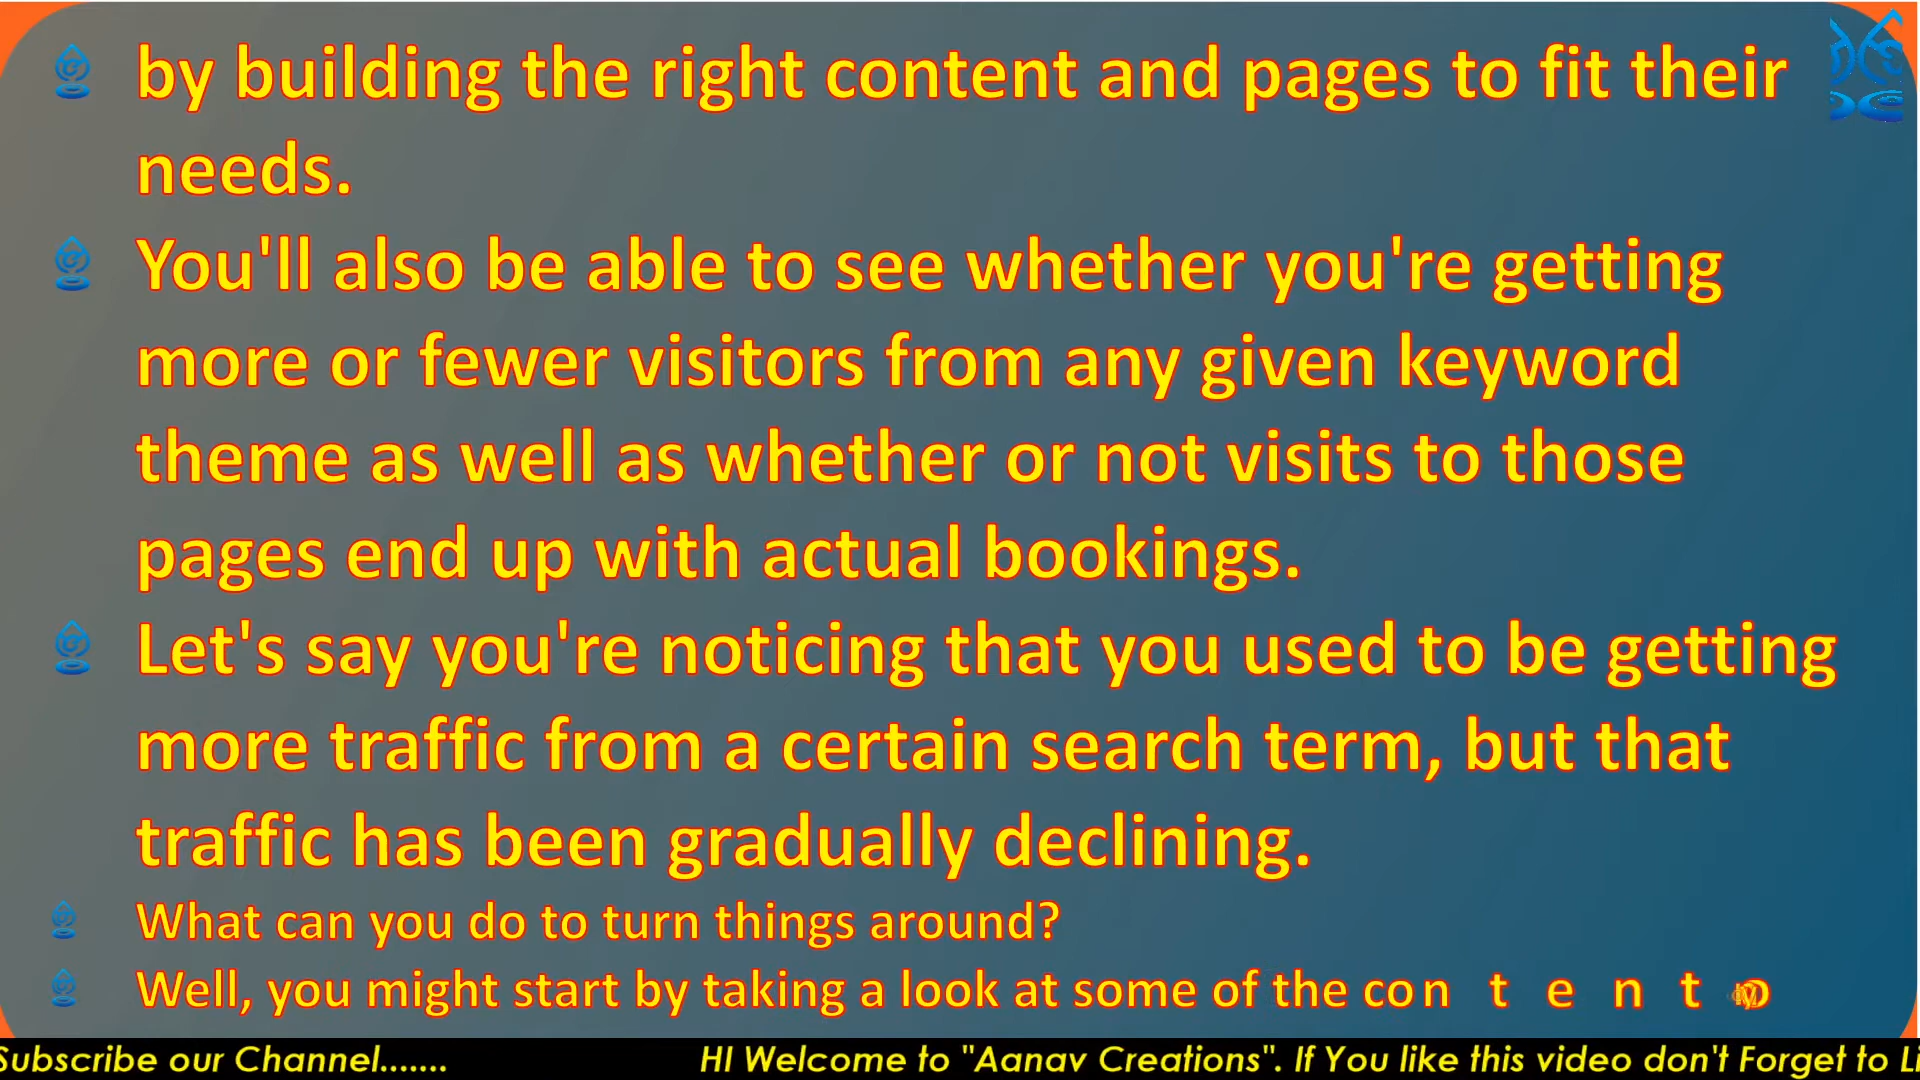 by building the right content and pages to fit their
needs.
You'll also be able to see whether you're getting
more or fewer visitors from any given keyword
theme as well as whether or not visits to those
pages end up with actual bookings.
Let's say you're noticing that you used to be getting
more traffic from a certain search term, but that
traffic has been gradually declining.
What can you do to turn things around?
Well, you might start by taking a look at some of the content
Subscribe our Channel....... HI Welcome to "Aanav Creations". If You like this video don't Forget to